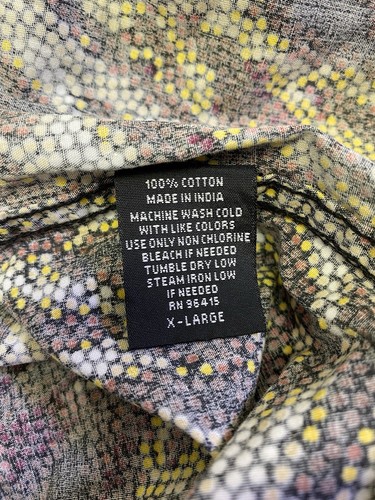 100% COTTON
MADE IN INDIA
MACHINE WASH COLD
WITH LIKE COLORS
USE ONLY NON CHLORINE
BLEACH IF NEEDED
TUMBLE DRY LOW
STEAM IRON LOW
IF NEEDED
RN 96415
X-LARGE